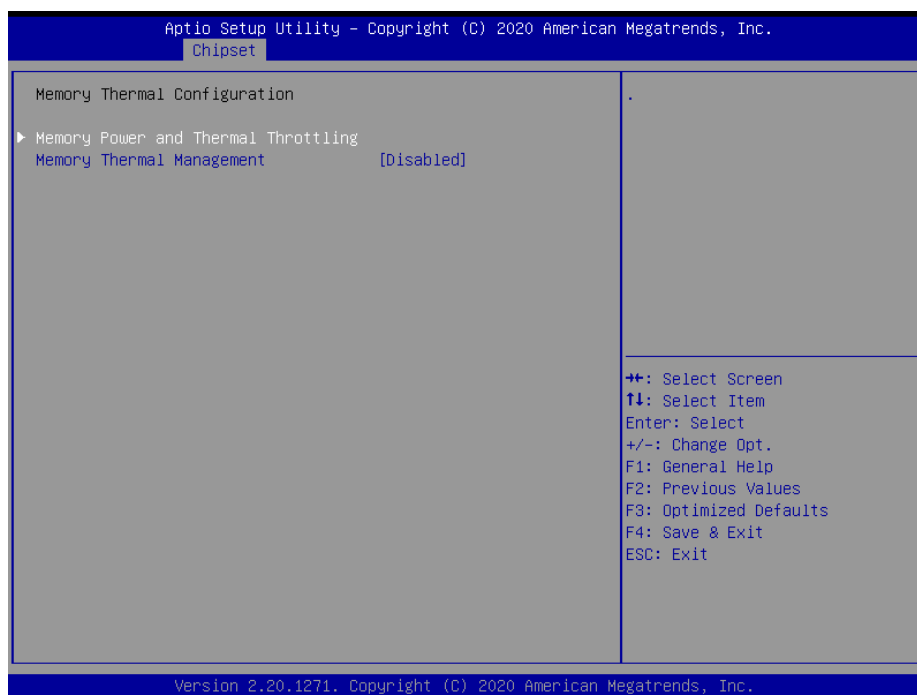 Aptio Setup Utility – Copyright (C) 2020 American Megatrends, Inc.
Chipset
Memory Thermal Configuration
▶ Memory Power and Thermal Throttling
Memory Thermal Management [Disabled]
.
→←: Select Screen
↑↓: Select Item
Enter: Select
+/-: Change Opt.
F1: General Help
F2: Previous Values
F3: Optimized Defaults
F4: Save & Exit
ESC: Exit
Version 2.20.1271. Copyright (C) 2020 American Megatrends, Inc.